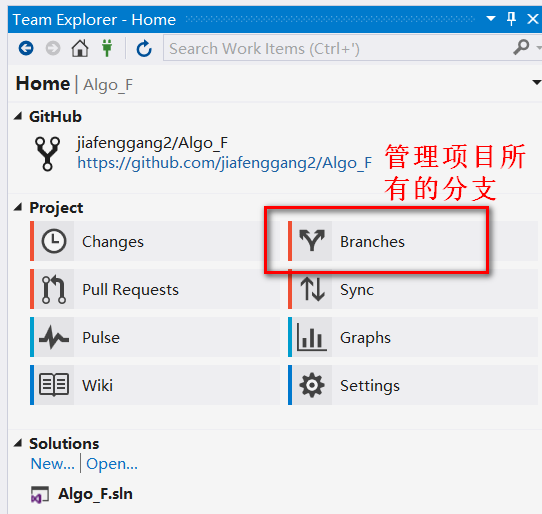 Team Explorer - Home
Search Work Items (Ctrl+')
Home | Algo_F
GitHub
jiafenggang2/Algo_F
https://github.com/jiafenggang2/Algo_F
管理项目所
有的分支
Project
Changes
Branches
Pull Requests
Sync
Pulse
Graphs
Wiki
Settings
Solutions
New... | Open...
Algo_F.sln